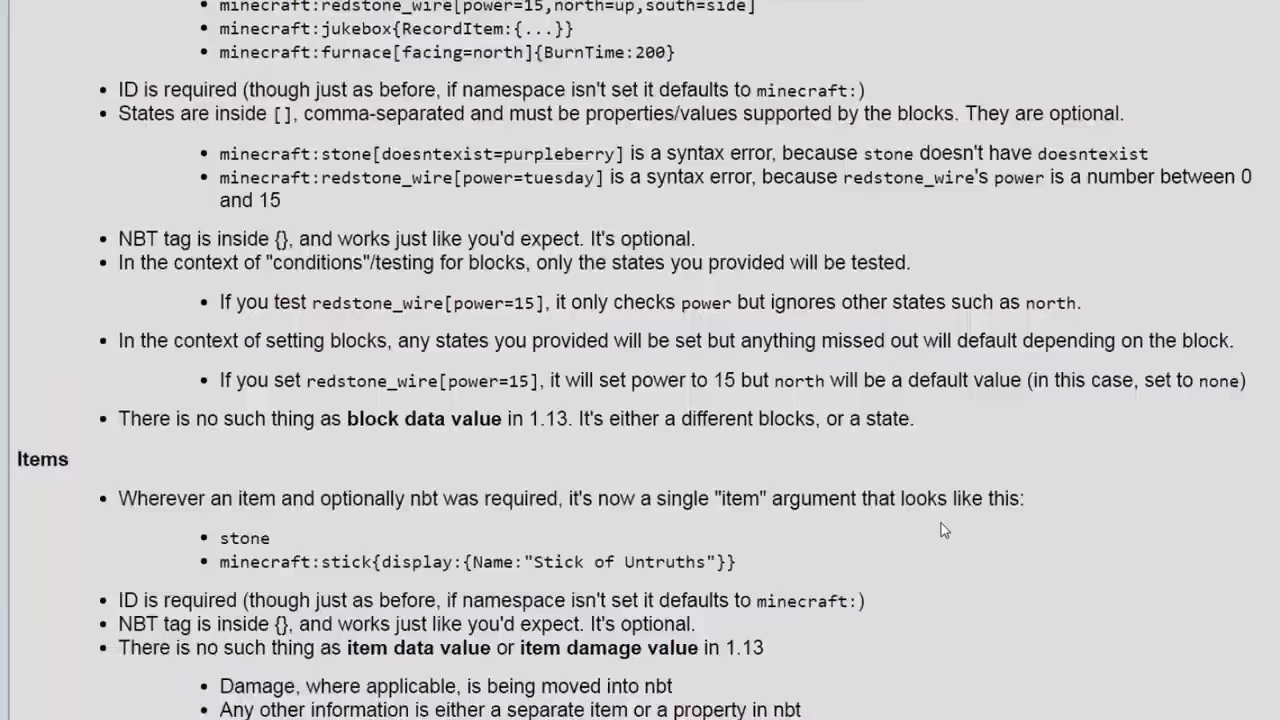 minecraft:redstone_wire[power=15,north=up,south=side]
minecraft:jukebox{RecordItem:{...}}
minecraft:furnace[facing=north]{BurnTime:200}
ID is required (though just as before, if namespace isn't set it defaults to minecraft:)
States are inside [], comma-separated and must be properties/values supported by the blocks. They are optional.
minecraft:stone[doesntexist=purpleberry] is a syntax error, because stone doesn't have doesntexist
minecraft:redstone_wire[power=tuesday] is a syntax error, because redstone_wire's power is a number between 0
and 15
NBT tag is inside {}, and works just like you'd expect. It's optional.
In the context of "conditions"/testing for blocks, only the states you provided will be tested.
If you test redstone_wire[power=15], it only checks power but ignores other states such as north.
In the context of setting blocks, any states you provided will be set but anything missed out will default depending on the block.
If you set redstone_wire[power=15], it will set power to 15 but north will be a default value (in this case, set to none)
There is no such thing as block data value in 1.13. It's either a different blocks, or a state.
Items
Wherever an item and optionally nbt was required, it's now a single "item" argument that looks like this:
stone
minecraft:stick{display:{Name:"Stick of Untruths"}}
ID is required (though just as before, if namespace isn't set it defaults to minecraft:)
NBT tag is inside {}, and works just like you'd expect. It's optional.
There is no such thing as item data value or item damage value in 1.13
Damage, where applicable, is being moved into nbt
Any other information is either a separate item or a property in nbt